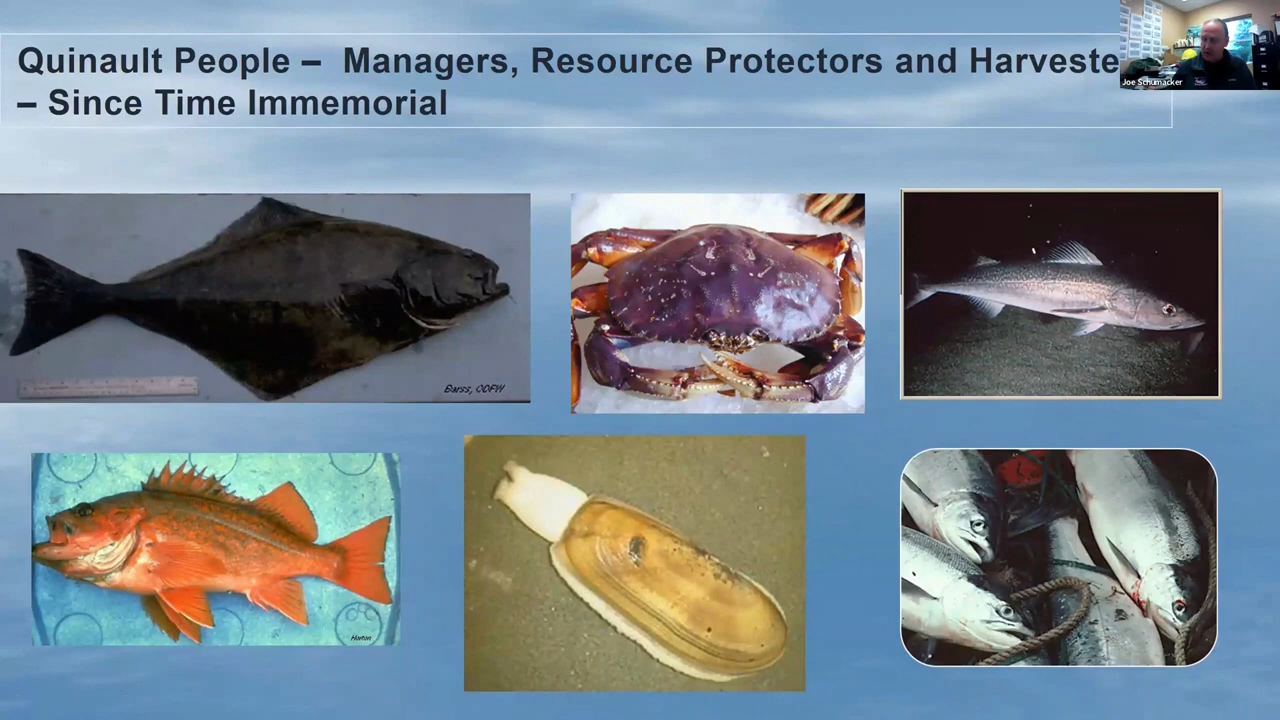 Quinault People – Managers, Resource Protectors and Harveste
– Since Time Immemorial
Joe Schumacker
Barss, ODFW